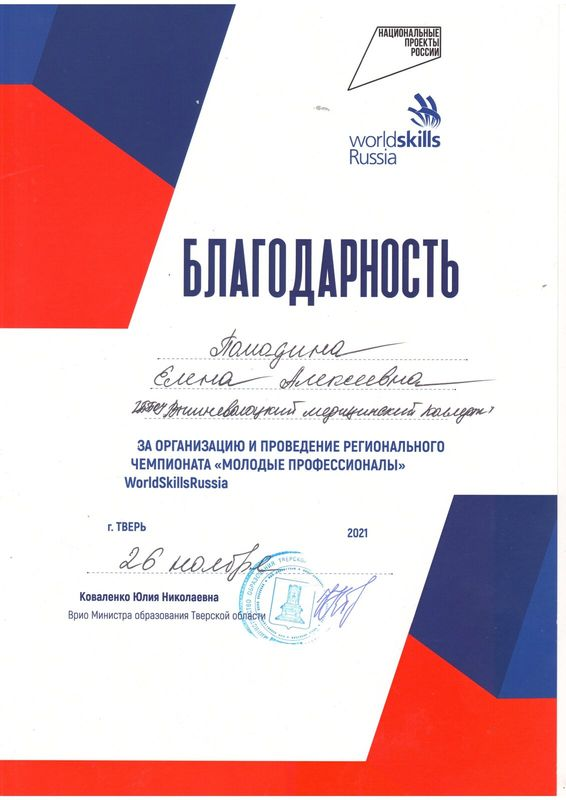 НАЦИОНАЛЬНЫЕ
ПРОЕКТЫ
РОССИИ
worldskills
Russia
БЛАГОДАРНОСТЬ
Помадина
Елена Алексеевна
Вышневолоцкий медицинский колледж
ЗА ОРГАНИЗАЦИЮ И ПРОВЕДЕНИЕ РЕГИОНАЛЬНОГО
ЧЕМПИОНАТА «МОЛОДЫЕ ПРОФЕССИОНАЛЫ»
WorldSkillsRussia
г. ТВЕРЬ 2021
26 ноября
Коваленко Юлия Николаевна
Врио Министра образования Тверской области